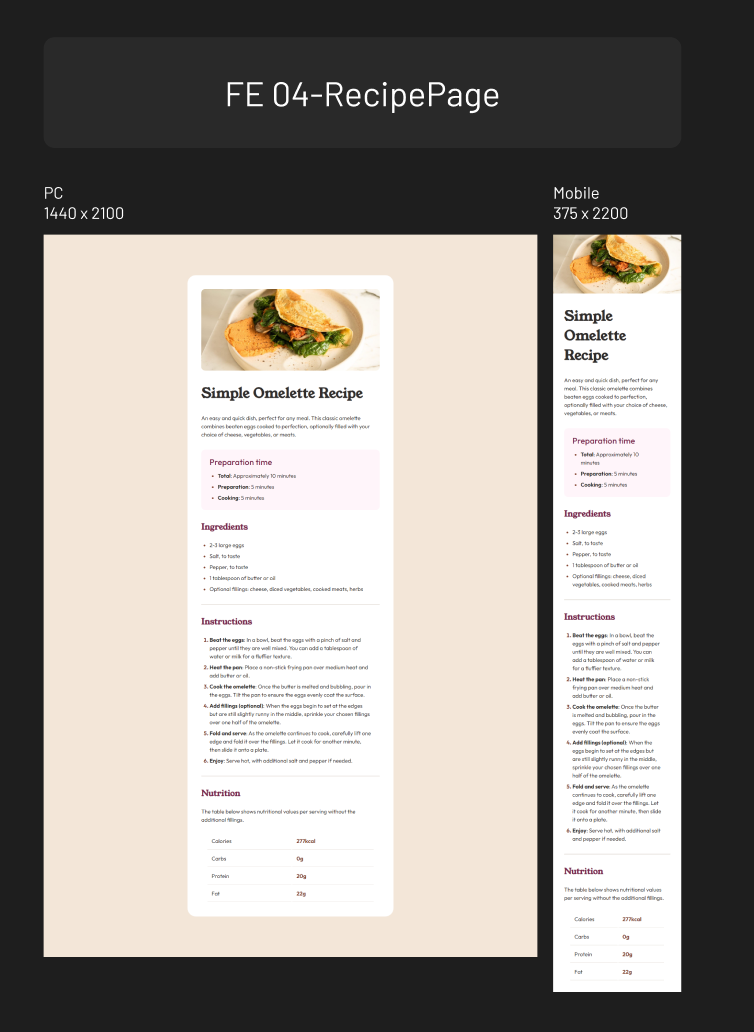 FE 04-RecipePage
PC
1440 x 2100
Simple Omelette Recipe
An easy and quick dish, perfect for any meal. This classic omelette
combines beaten eggs cooked to perfection, optionally filled with your
choice of cheese, vegetables, or meats.
Preparation time
• Total: Approximately 10 minutes
• Preparation: 5 minutes
• Cooking: 5 minutes
Ingredients
• 2-3 large eggs
• Salt, to taste
• Pepper, to taste
• 1 tablespoon of butter or oil
• Optional fillings: cheese, diced vegetables, cooked meats, herbs
Instructions
1. Beat the eggs: In a bowl, beat the eggs with a pinch of salt and
pepper until they are well mixed. You can add a tablespoon of
water or milk for a fluffier texture.
2. Heat the pan: Place a non-stick frying pan over medium heat and
add butter or oil.
3. Cook the omelette: Once the butter is melted and bubbling, pour in
the eggs. Tilt the pan to ensure the eggs evenly coat the surface.
4. Add fillings (optional): When the eggs begin to set at the edges
but are still slightly runny in the middle, sprinkle your chosen fillings
over one half of the omelette.
5. Fold and serve: As the omelette continues to cook, carefully lift one
edge and fold it over the fillings. Let it cook for another minute,
then slide it onto a plate.
6. Enjoy: Serve hot, with additional salt and pepper if needed.
Nutrition
The table below shows nutritional values per serving without the
additional fillings.
Calories 277kcal
Carbs 0g
Protein 20g
Fat 22g
Mobile
375 x 2200
Simple
Omelette
Recipe
An easy and quick dish, perfect for any
meal. This classic omelette combines
beaten eggs cooked to perfection,
optionally filled with your choice of cheese,
vegetables, or meats.
Preparation time
• Total: Approximately 10
minutes
• Preparation: 5 minutes
• Cooking: 5 minutes
Ingredients
• 2-3 large eggs
• Salt, to taste
• Pepper, to taste
• 1 tablespoon of butter or oil
• Optional fillings: cheese, diced
vegetables, cooked meats, herbs
Instructions
1. Beat the eggs: In a bowl, beat the
eggs with a pinch of salt and pepper
until they are well mixed. You can
add a tablespoon of water or milk
for a fluffier texture.
2. Heat the pan: Place a non-stick
frying pan over medium heat and
add butter or oil.
3. Cook the omelette: Once the butter
is melted and bubbling, pour in the
eggs. Tilt the pan to ensure the eggs
evenly coat the surface.
4. Add fillings (optional): When the
eggs begin to set at the edges but
are still slightly runny in the middle,
sprinkle your chosen fillings over one
half of the omelette.
5. Fold and serve: As the omelette
continues to cook, carefully lift one
edge and fold it over the fillings. Let
it cook for another minute, then slide
it onto a plate.
6. Enjoy: Serve hot, with additional salt
and pepper if needed.
Nutrition
The table below shows nutritional values
per serving without the additional fillings.
Calories 277kcal
Carbs 0g
Protein 20g
Fat 22g